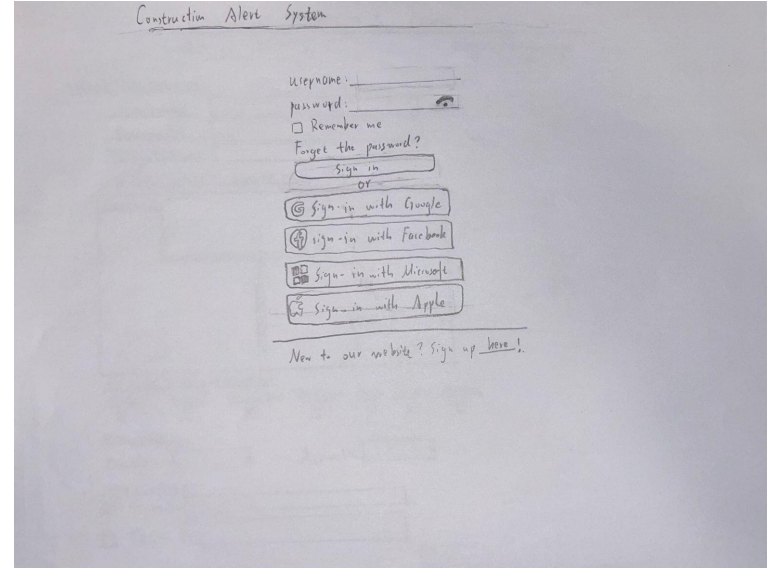 Construction Alert System
username:
password:
Remember me
Forget the password?
Sign in
or
G Sign-in with Google
f sign-in with Facebook
Sign-in with Microsoft
Sign-in with Apple
New to our website? Sign up here!